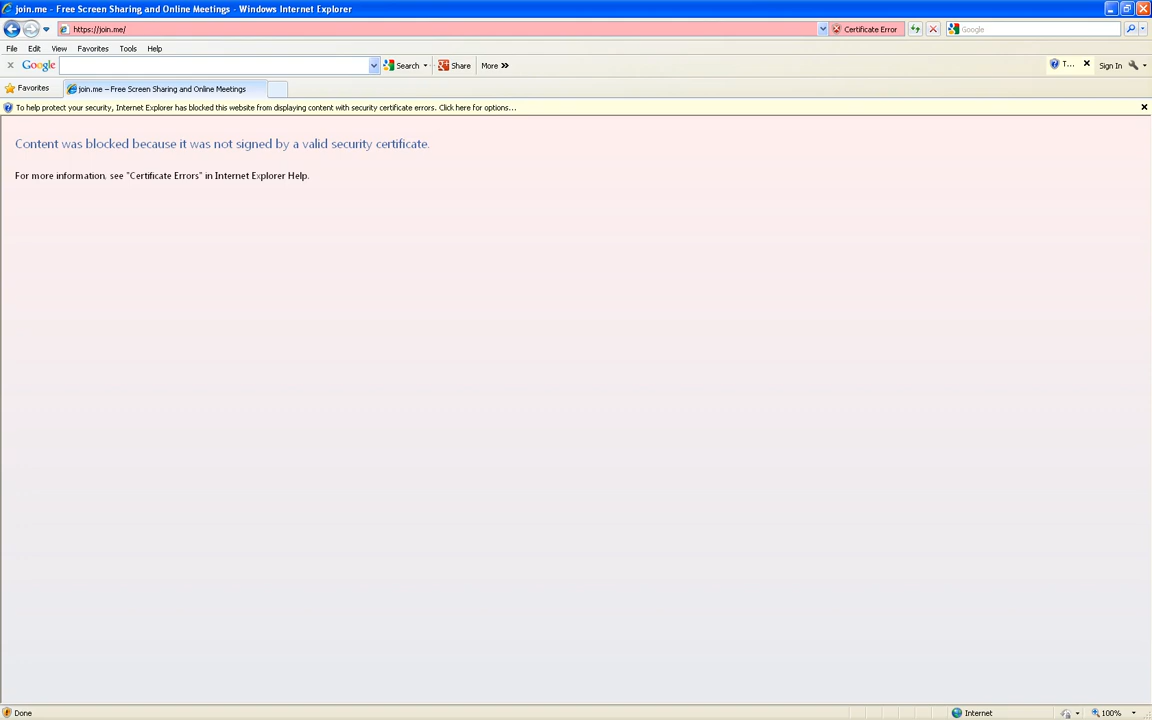 join.me - Free Screen Sharing and Online Meetings - Windows Internet Explorer
https://join.me/
Certificate Error
Google
File Edit View Favorites Tools Help
Google
Search
Share
More »
T...
Sign In
Favorites
join.me – Free Screen Sharing and Online Meetings
To help protect your security, Internet Explorer has blocked this website from displaying content with security certificate errors. Click here for options...
Content was blocked because it was not signed by a valid security certificate.
For more information, see "Certificate Errors" in Internet Explorer Help.
Done
Internet
100%